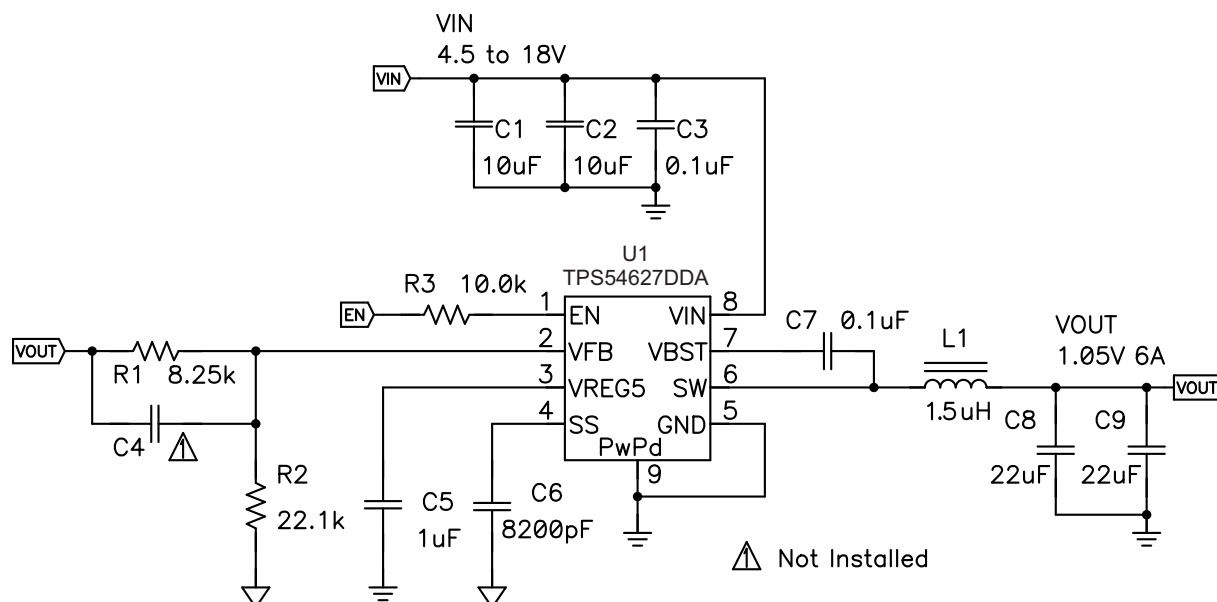 VIN
4.5 to 18V
VIN
C1
C2
C3
10uF
10uF
0.1uF
U1
TPS54627DDA
R3 10.0k
EN
1
EN
VIN
8
C7
0.1uF
VOUT
R1
8.25k
2
VFB
VBST
7
L1
VOUT
1.05V 6A
VOUT
3
VREG5
SW
6
1.5uH
C4
1
4
SS
GND
5
C8
C9
PwPd
9
22uF
22uF
R2
22.1k
C5
1uF
C6
8200pF
1 Not Installed